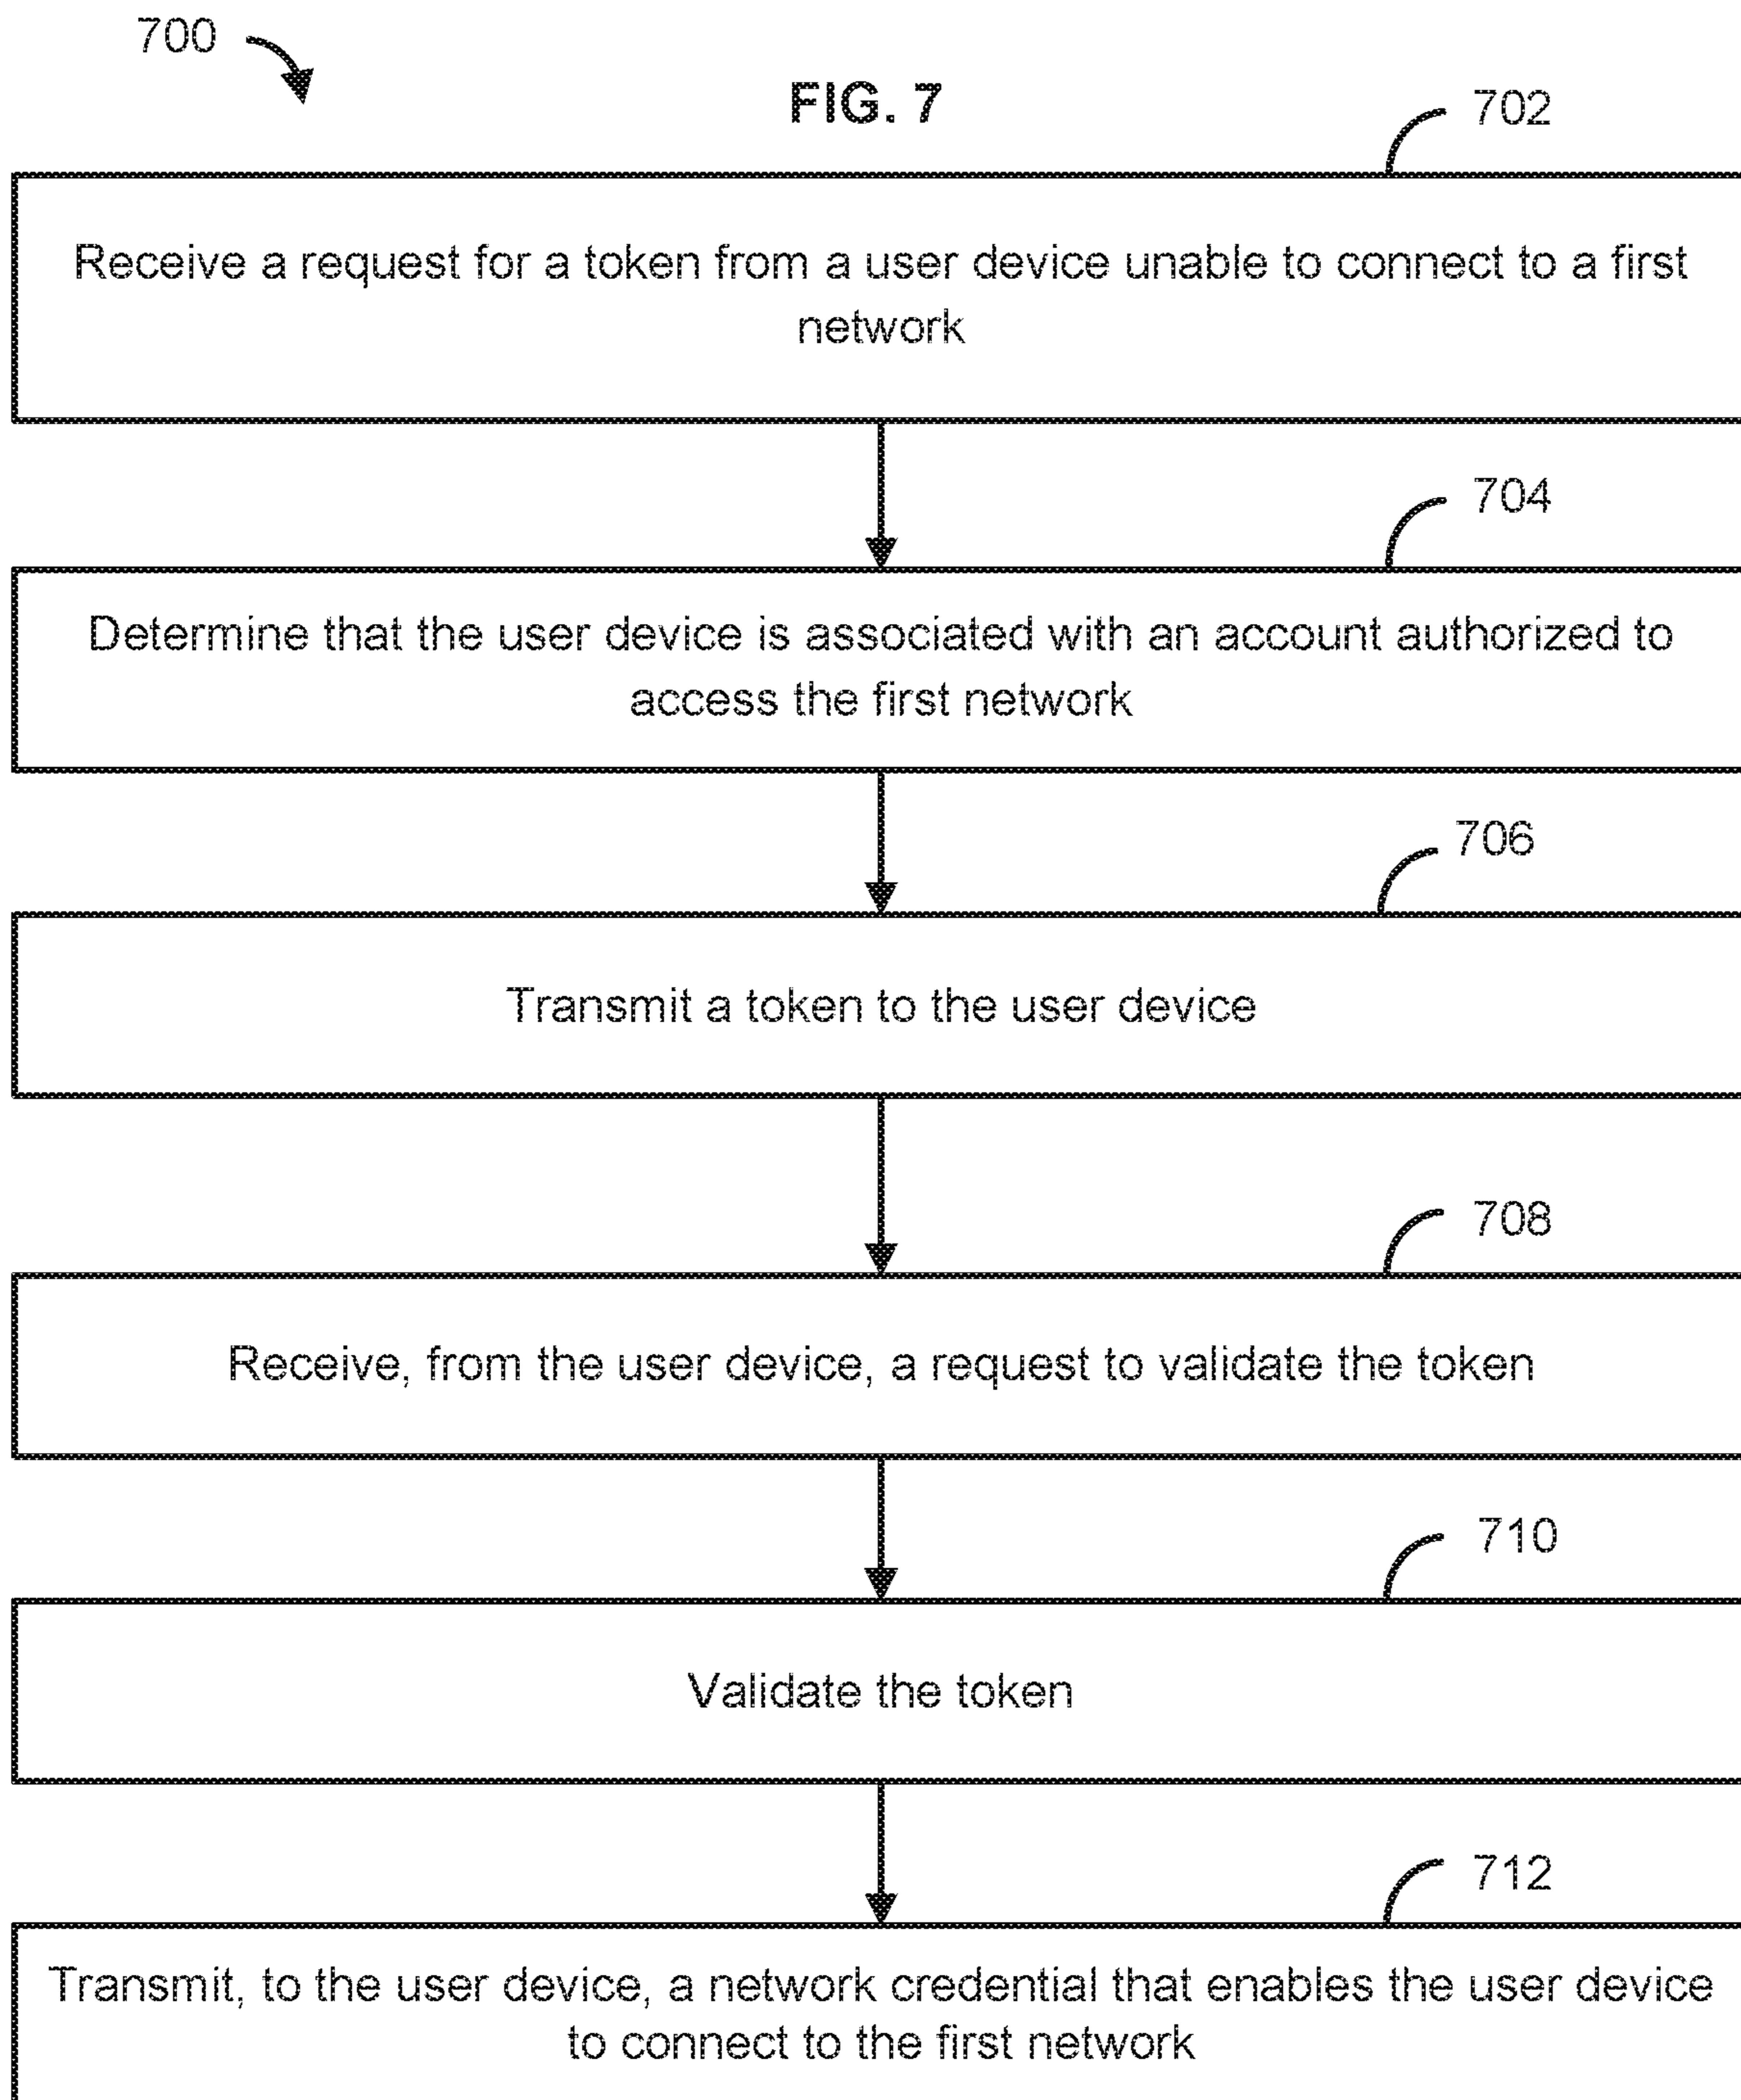 700
FIG. 7
702
Receive a request for a token from a user device unable to connect to a first
network
704
Determine that the user device is associated with an account authorized to
access the first network
706
Transmit a token to the user device
708
Receive, from the user device, a request to validate the token
710
Validate the token
712
Transmit, to the user device, a network credential that enables the user device
to connect to the first network